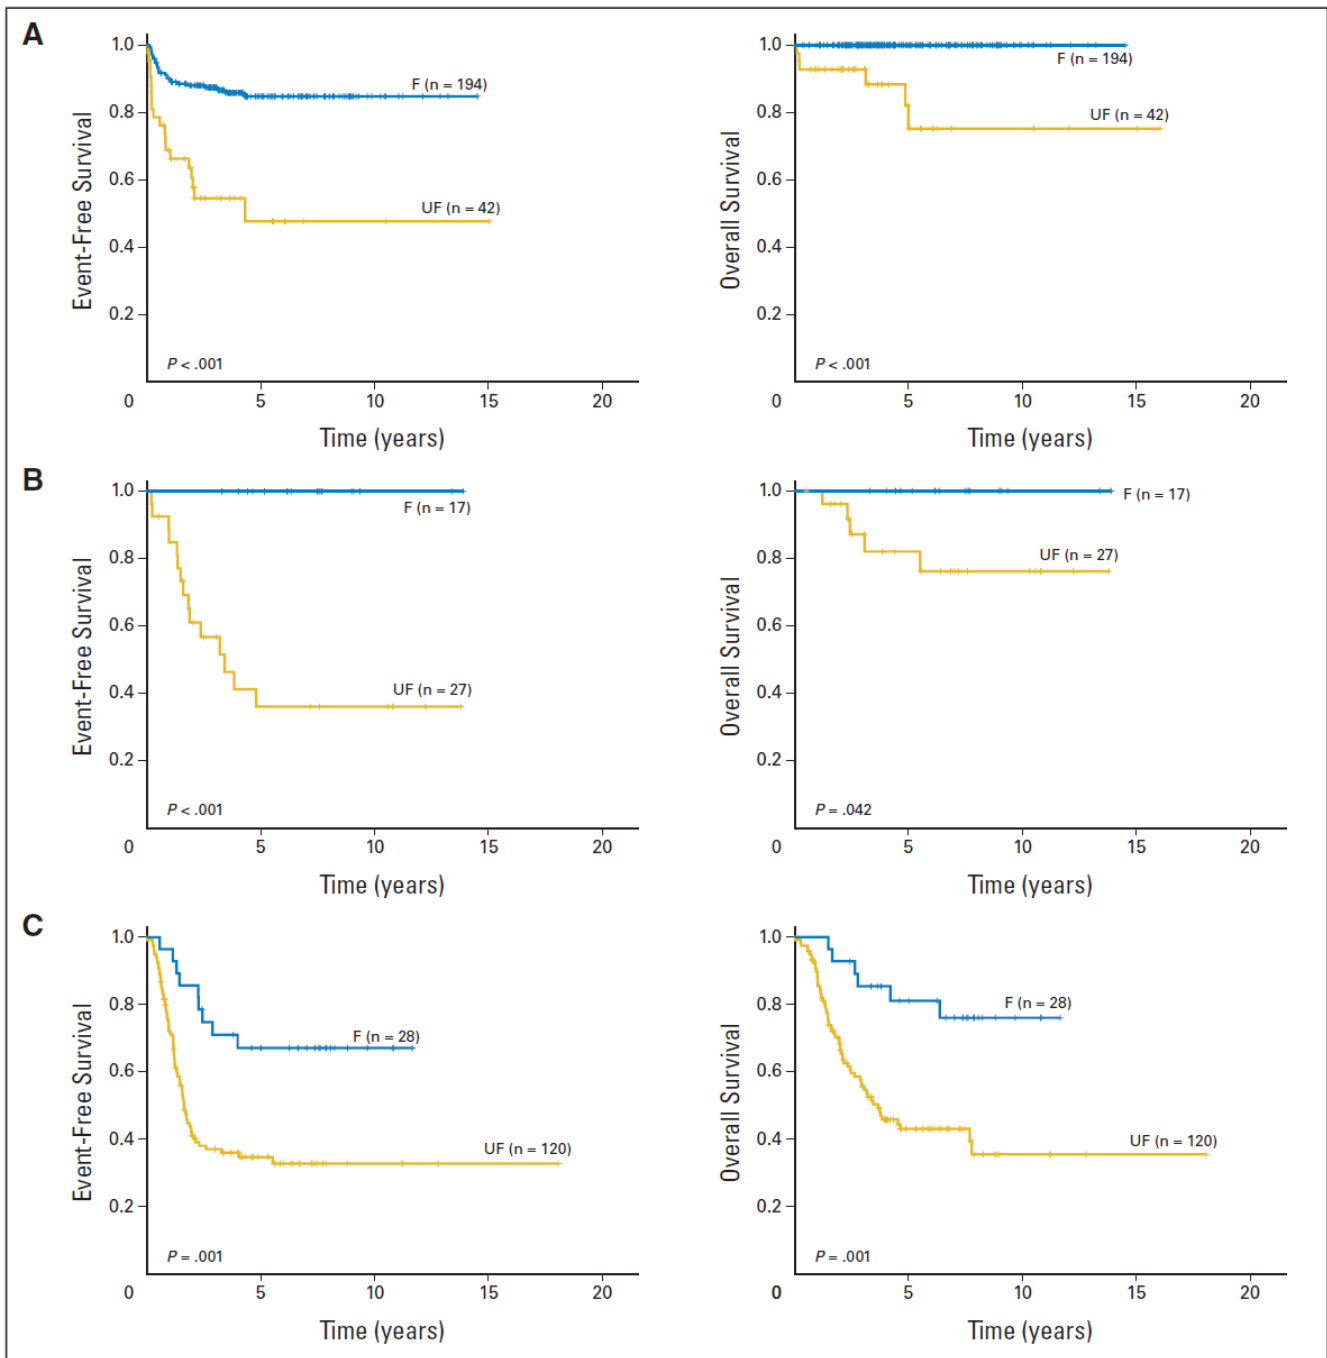 A
Event-Free Survival
1.0
0.8
0.6
0.4
0.2
F (n = 194)
UF (n = 42)
P < .001
0
5
10
15
20
Time (years)
Overall Survival
1.0
0.8
0.6
0.4
0.2
F (n = 194)
UF (n = 42)
P < .001
0
5
10
15
20
Time (years)
B
Event-Free Survival
1.0
0.8
0.6
0.4
0.2
F (n = 17)
UF (n = 27)
P < .001
0
5
10
15
20
Time (years)
Overall Survival
1.0
0.8
0.6
0.4
0.2
F (n = 17)
UF (n = 27)
P = .042
0
5
10
15
20
Time (years)
C
Event-Free Survival
1.0
0.8
0.6
0.4
0.2
F (n = 28)
UF (n = 120)
P = .001
0
5
10
15
20
Time (years)
Overall Survival
1.0
0.8
0.6
0.4
0.2
F (n = 28)
UF (n = 120)
P = .001
0
5
10
15
20
Time (years)